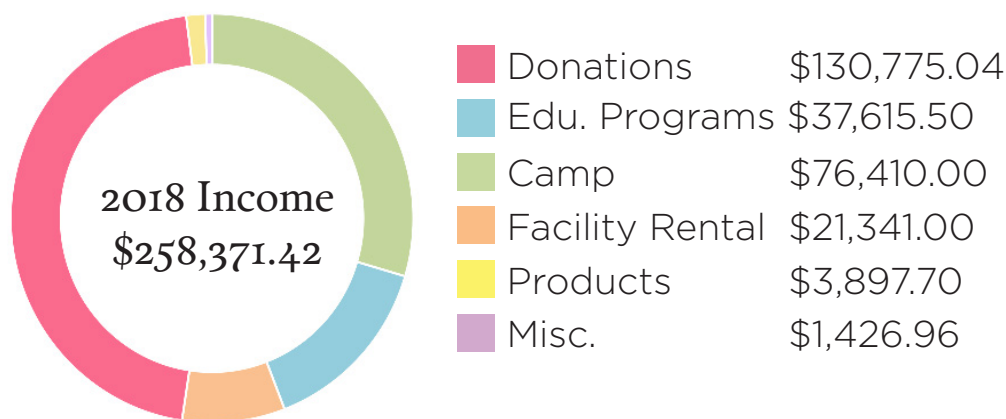 2018 Income
$258,371.42
Donations $130,775.04
Edu. Programs $37,615.50
Camp $76,410.00
Facility Rental $21,341.00
Products $3,897.70
Misc. $1,426.96